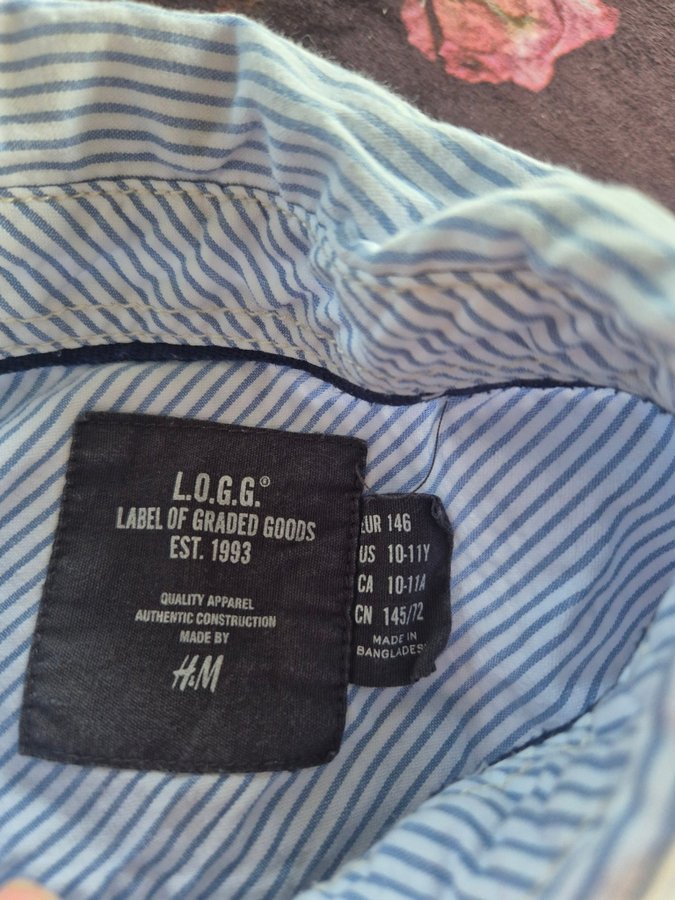 L.O.G.G.®
LABEL OF GRADED GOODS
EST. 1993
QUALITY APPAREL
AUTHENTIC CONSTRUCTION
MADE BY
H&M
EUR 146
US 10-11Y
CA 10-11A
CN 145/72
MADE IN
BANGLADESH